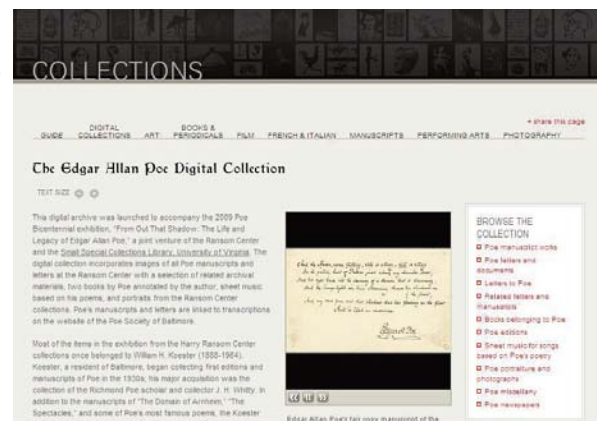 COLLECTIONS
+ share this page
GUIDE DIGITAL COLLECTIONS ART BOOKS & PERIODICALS FILM FRENCH & ITALIAN MANUSCRIPTS PERFORMING ARTS PHOTOGRAPHY
The Edgar Allan Poe Digital Collection
TEXT SIZE
This digital archive was launched to accompany the 2009 Poe
Bicentennial exhibition, "From Out That Shadow: The Life and
Legacy of Edgar Allan Poe," a joint venture of the Ransom Center
and the Small Special Collections Library, University of Virginia. The
digital collection incorporates images of all Poe manuscripts and
letters at the Ransom Center with a selection of related archival
materials, two books by Poe annotated by the author, sheet music
based on his poems, and portraits from the Ransom Center
collections. Poe's manuscripts and letters are linked to transcriptions
on the website of the Poe Society of Baltimore.
Most of the items in the exhibition from the Harry Ransom Center
collections once belonged to William H. Koester (1888-1964).
Koester, a resident of Baltimore, began collecting first editions and
manuscripts of Poe in the 1930s; his major acquisition was the
collection of the Richmond Poe scholar and collector J. H. Whitty. In
addition to the manuscripts of "The Domain of Arnheim," "The
Spectacles," and some of Poe's most famous poems, the Koester
Edgar Allan Poe's fair copy manuscript of the
BROWSE THE
COLLECTION
Poe manuscript works
Poe letters and
documents
Letters to Poe
Related letters and
manuscripts
Books belonging to Poe
Poe editions
Sheet music for songs
based on Poe's poetry
Poe portraiture and
photographs
Poe miscellany
Poe newspapers